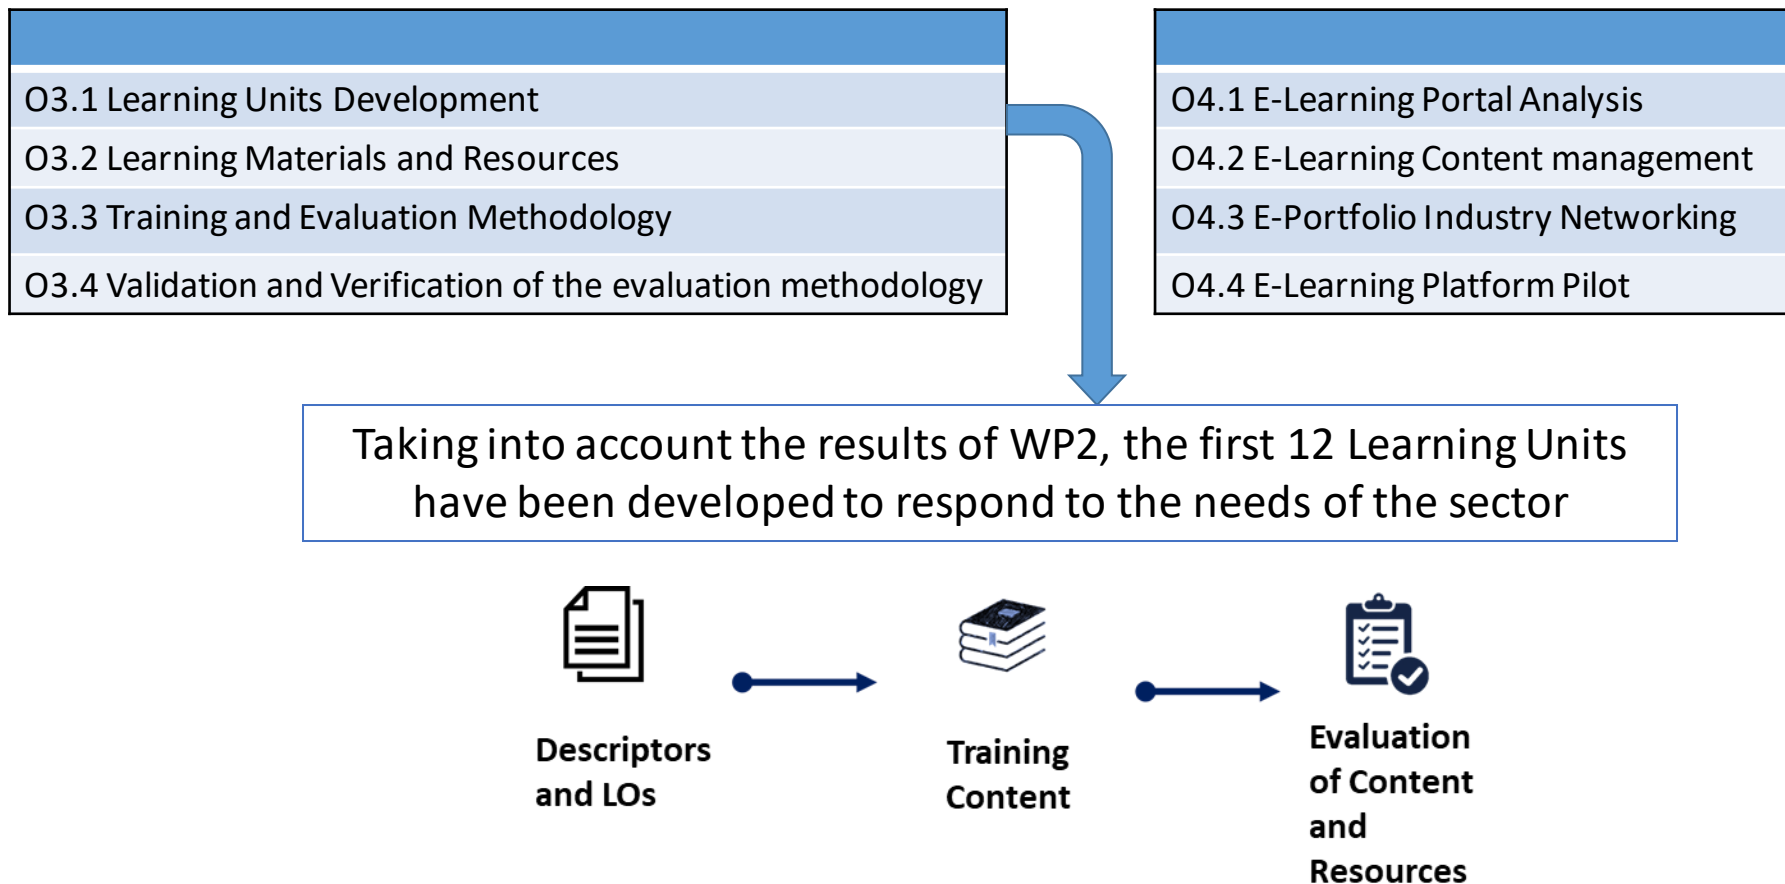 O3.1 Learning Units Development
O3.2 Learning Materials and Resources
O3.3 Training and Evaluation Methodology
O3.4 Validation and Verification of the evaluation methodology
O4.1 E-Learning Portal Analysis
O4.2 E-Learning Content management
O4.3 E-Portfolio Industry Networking
O4.4 E-Learning Platform Pilot
Taking into account the results of WP2, the first 12 Learning Units
have been developed to respond to the needs of the sector
Descriptors
and LOs
Training
Content
Evaluation
of Content
and
Resources